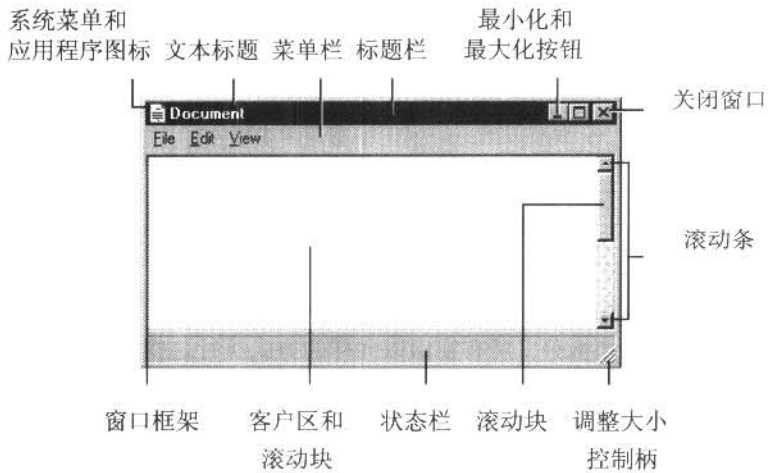 系统菜单和
应用程序图标
文本标题
菜单栏
标题栏
最小化和
最大化按钮
关闭窗口
Document
File Edit View
滚动条
窗口框架
客户区和
滚动块
状态栏
滚动块
调整大小
控制柄